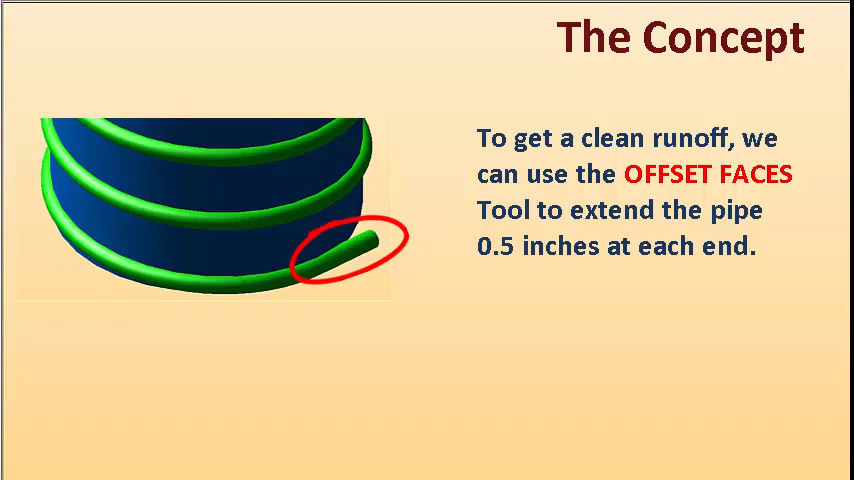 The Concept
To get a clean runoff, we
can use the OFFSET FACES
Tool to extend the pipe
0.5 inches at each end.